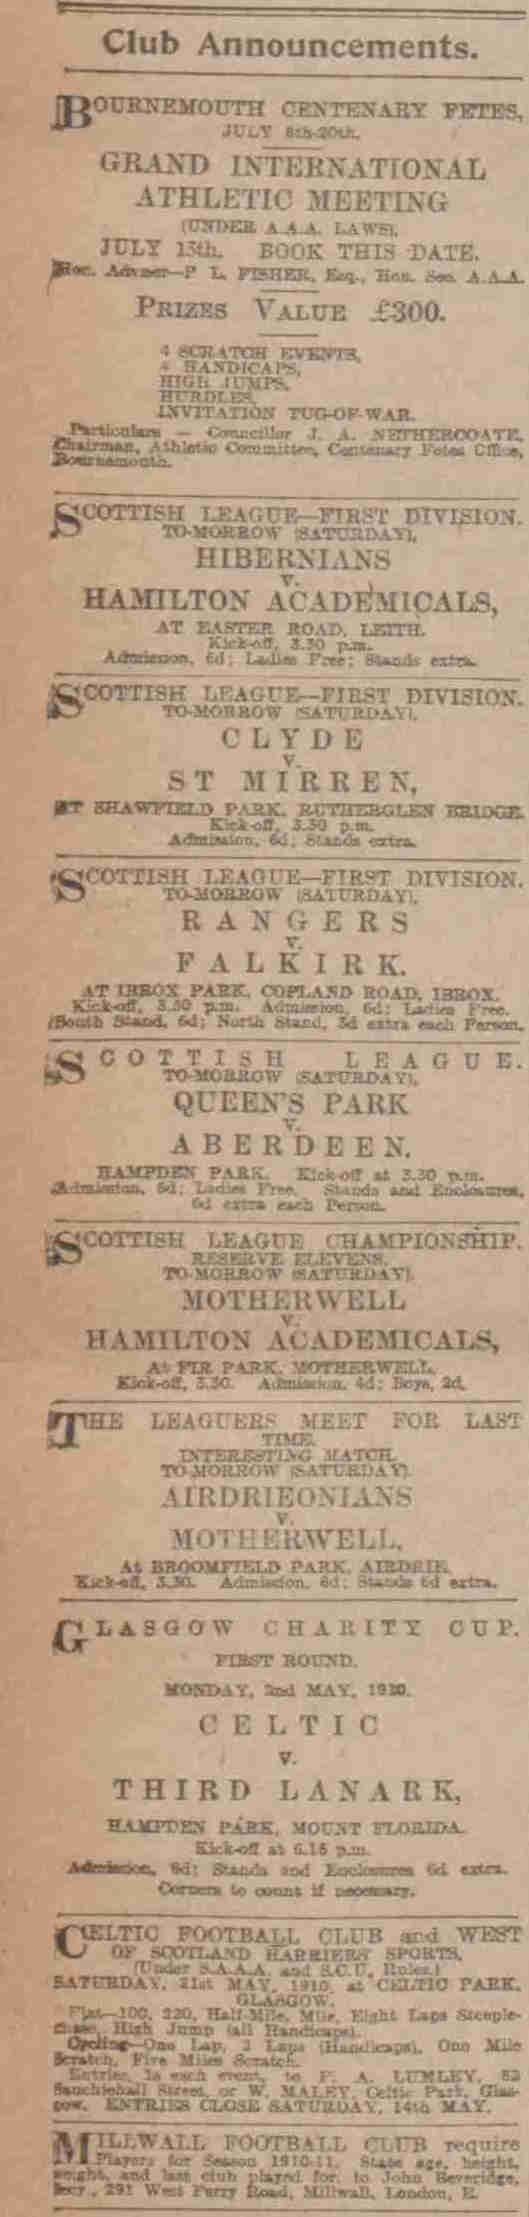 Club Announcements.
BOURNEMOUTH CENTENARY FETES,
JULY 8th-20th.
GRAND INTERNATIONAL
ATHLETIC MEETING
(UNDER A.A.A. LAWS).
JULY 15th. BOOK THIS DATE.
Hon. Adviser—P. L. FISHER, Esq., Hon. Sec. A.A.A.
PRIZES VALUE £300.
4 SCRATCH EVENTS,
4 HANDICAPS,
HIGH JUMPS,
HURDLES,
INVITATION TUG-OF-WAR.
Particulars — Councillor J. A. NETHERCOATE,
Chairman, Athletic Committee, Centenary Fetes Office,
Bournemouth.
SCOTTISH LEAGUE—FIRST DIVISION.
TO-MORROW (SATURDAY),
HIBERNIANS
v.
HAMILTON ACADEMICALS,
AT EASTER ROAD, LEITH.
Kick-off, 3.30 p.m.
Admission, 6d; Ladies Free; Stands extra.
SCOTTISH LEAGUE—FIRST DIVISION.
TO-MORROW (SATURDAY),
CLYDE
v.
ST MIRREN,
AT SHAWFIELD PARK, RUTHERGLEN BRIDGE.
Kick-off, 3.30 p.m.
Admission, 6d; Stands extra.
SCOTTISH LEAGUE—FIRST DIVISION.
TO-MORROW (SATURDAY),
RANGERS
v.
FALKIRK.
AT IBROX PARK, COPLAND ROAD, IBROX.
Kick-off, 3.30 p.m. Admission, 6d; Ladies Free.
(South Stand, 6d; North Stand, 3d extra each Person.
SCOTTISH LEAGUE.
TO-MORROW (SATURDAY),
QUEEN'S PARK
v.
ABERDEEN.
HAMPDEN PARK. Kick-off at 3.30 p.m.
Admission, 6d; Ladies Free. Stands and Enclosures,
6d extra each Person.
SCOTTISH LEAGUE CHAMPIONSHIP.
RESERVE ELEVENS.
TO-MORROW (SATURDAY).
MOTHERWELL
v.
HAMILTON ACADEMICALS,
At FIR PARK, MOTHERWELL.
Kick-off, 3.30. Admission, 4d; Boys, 2d.
THE LEAGUERS MEET FOR LAST
TIME.
INTERESTING MATCH.
TO-MORROW (SATURDAY).
AIRDRIEONIANS
v.
MOTHERWELL,
At BROOMFIELD PARK, AIRDRIE.
Kick-off, 3.30. Admission, 6d; Stands 6d extra.
GLASGOW CHARITY CUP.
FIRST ROUND.
MONDAY, 2nd MAY, 1910.
CELTIC
v.
THIRD LANARK,
HAMPDEN PARK, MOUNT FLORIDA.
Kick-off at 6.15 p.m.
Admission, 6d; Stands and Enclosures 6d extra.
Corners to count if necessary.
CELTIC FOOTBALL CLUB and WEST
OF SCOTLAND HARRIERS' SPORTS.
(Under S.A.A.A. and S.C.U. Rules.)
SATURDAY, 21st MAY, 1910, at CELTIC PARK,
GLASGOW.
Flat—100, 220, Half-Mile, Mile, Eight Laps Steeple-
chase, High Jump (all Handicaps).
Cycling—One Lap, 3 Laps (Handicaps), One Mile
Scratch, Five Miles Scratch.
Entries, 1s each event, to F. A. LUMLEY, 82
Sauchiehall Street, or W. MALEY, Celtic Park, Glas-
gow. ENTRIES CLOSE SATURDAY, 14th MAY.
MILLWALL FOOTBALL CLUB require
Players for Season 1910-11. State age, height,
weight, and last club played for, to John Beveridge,
Secy., 291 West Ferry Road, Millwall, London, E.